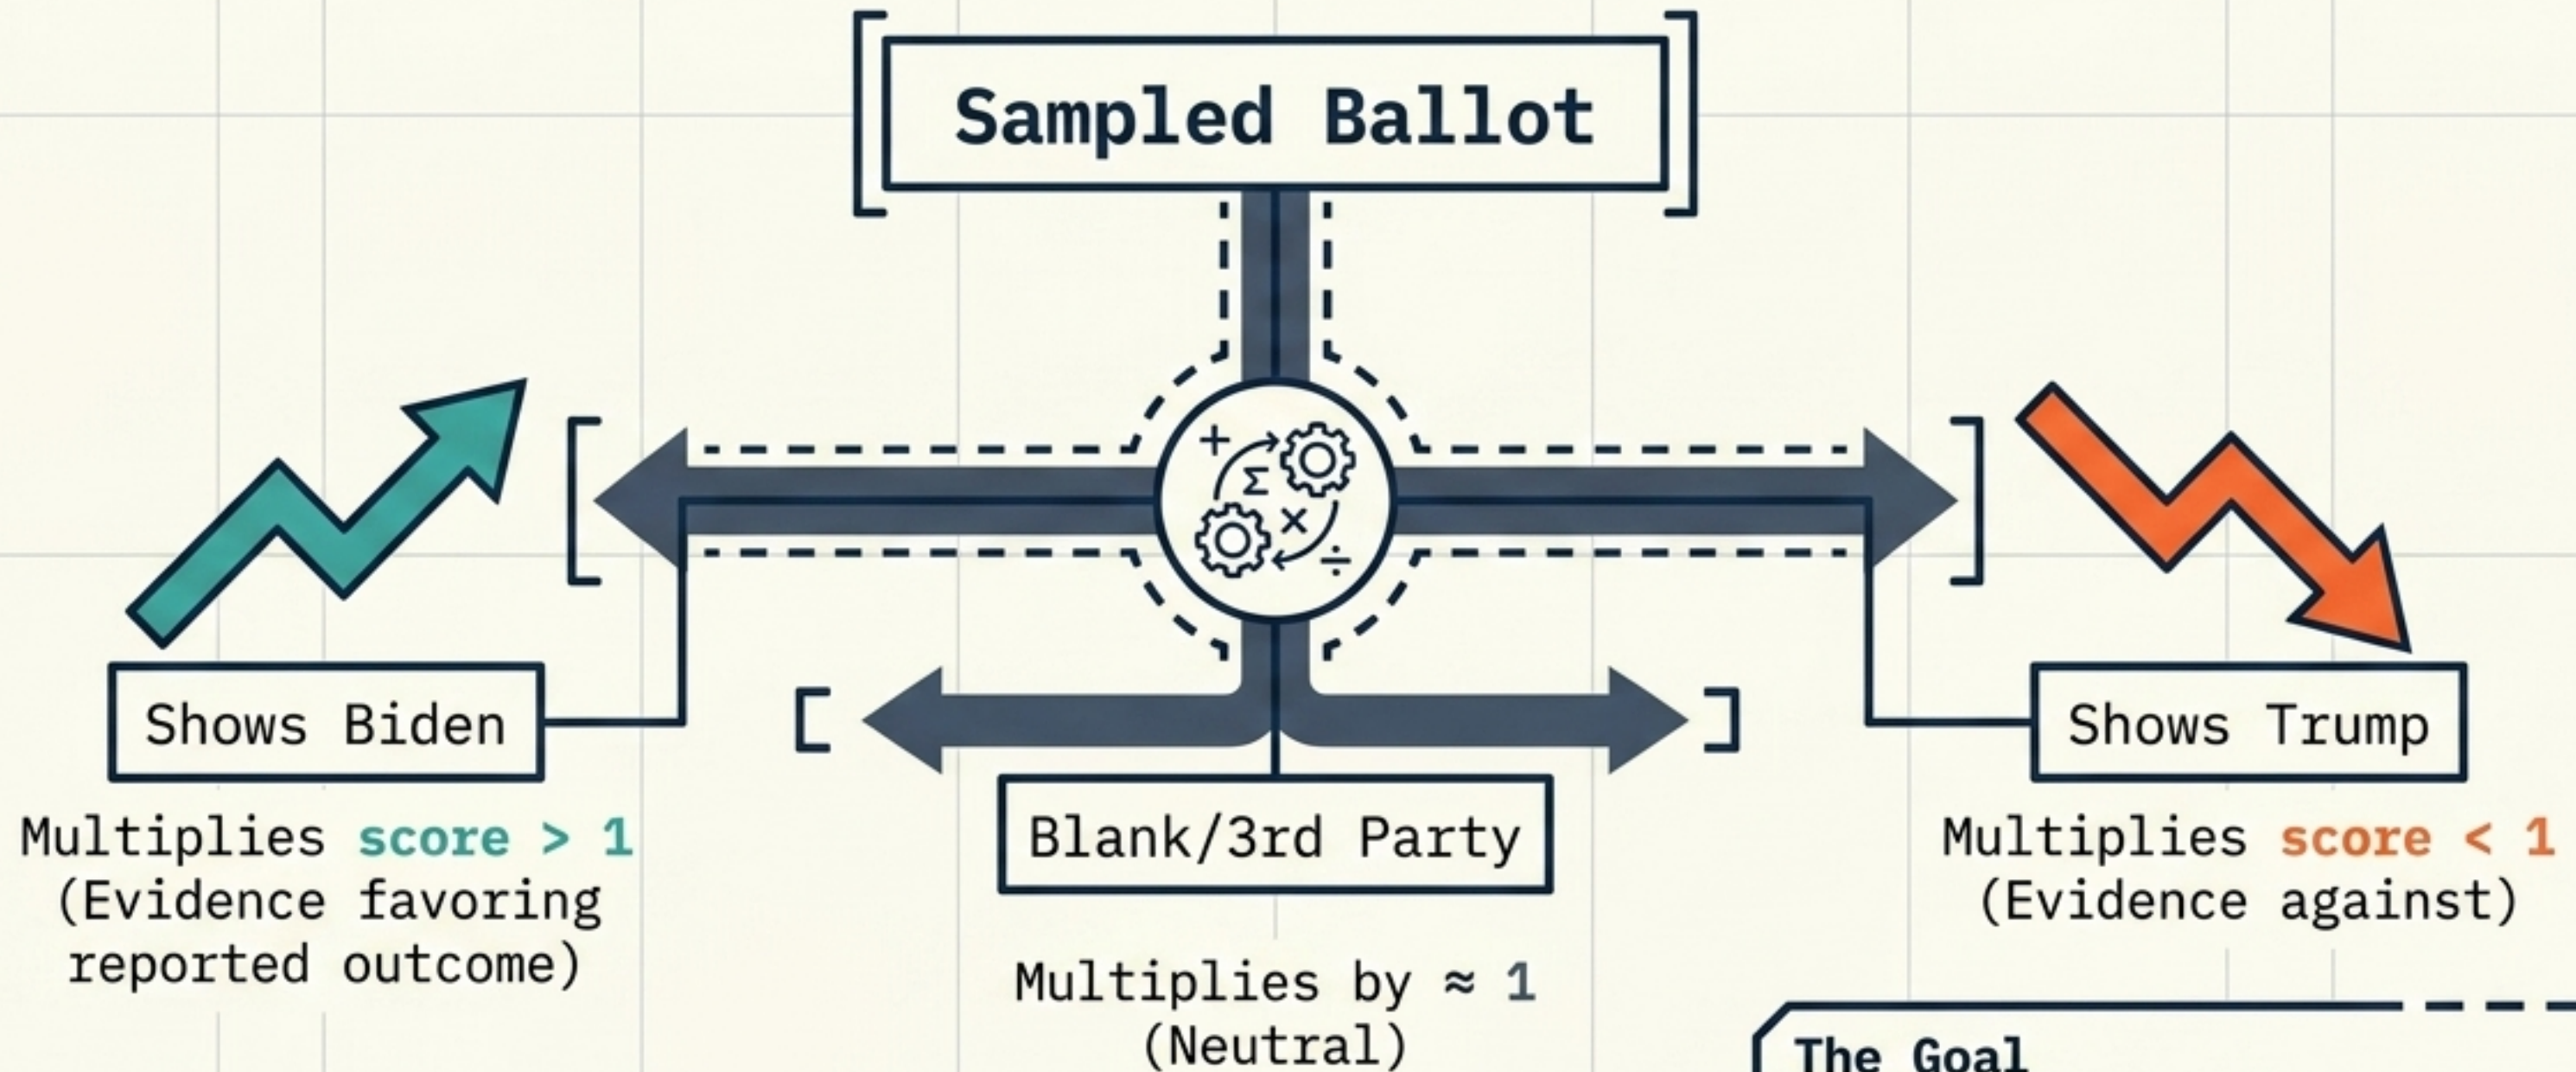 Sampled Ballot
+
Σ
×
÷
Shows Biden
Multiplies score > 1
(Evidence favoring
reported outcome)
Blank/3rd Party
Multiplies by ≈ 1
(Neutral)
Shows Trump
Multiplies score < 1
(Evidence against)
The Goal